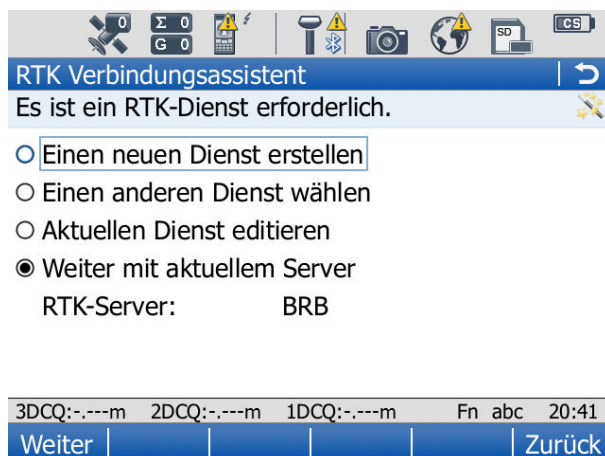 0 Σ 0 SD CS
G 0
RTK Verbindungsassistent
Es ist ein RTK-Dienst erforderlich.
Einen neuen Dienst erstellen
Einen anderen Dienst wählen
Aktuellen Dienst editieren
Weiter mit aktuellem Server
RTK-Server: BRB
3DCQ:-.---m 2DCQ:-.---m 1DCQ:-.---m Fn abc 20:41
Weiter Zurück